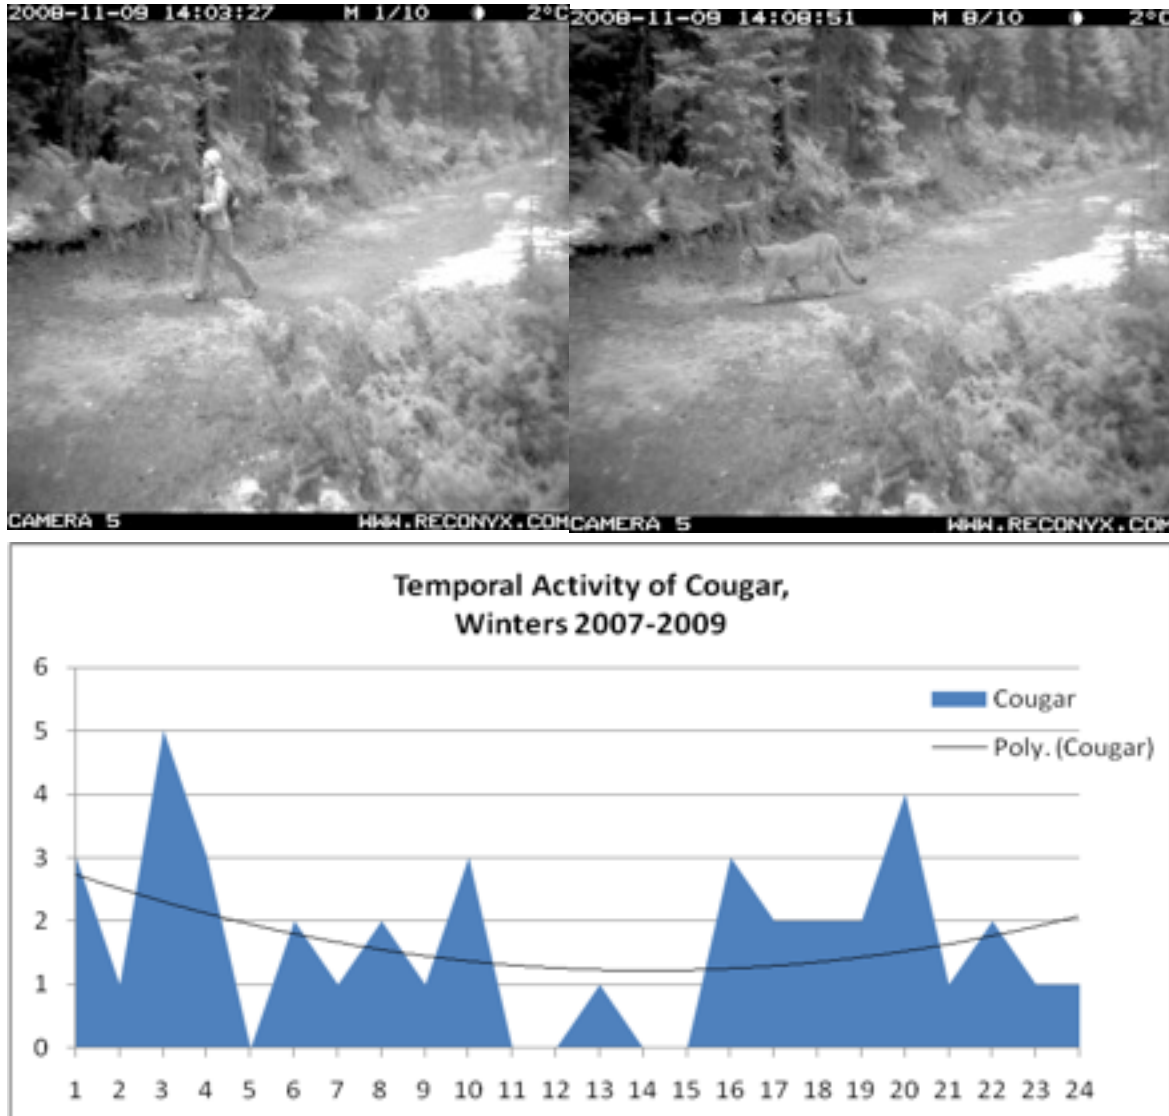 2008-11-09 14:03:27 M 1/10 2°C
CAMERA 5 WWW.RECONYX.COM
2008-11-09 14:08:51 M 8/10 2°C
CAMERA 5 WWW.RECONYX.COM
Temporal Activity of Cougar,
Winters 2007-2009
6
5
4
3
2
1
0
Cougar
Poly. (Cougar)
1 2 3 4 5 6 7 8 9 10 11 12 13 14 15 16 17 18 19 20 21 22 23 24